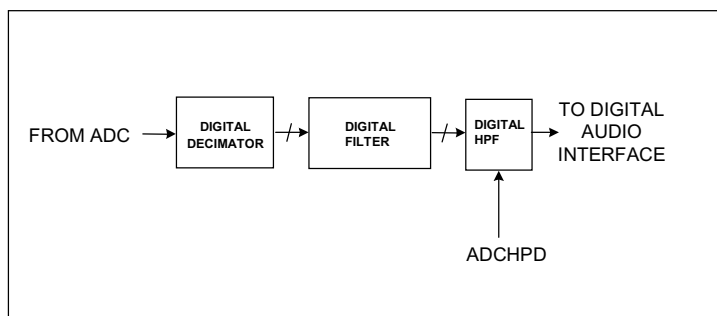 FROM ADC
DIGITAL
DECIMATOR
DIGITAL
FILTER
DIGITAL
HPF
TO DIGITAL
AUDIO
INTERFACE
ADCHPD